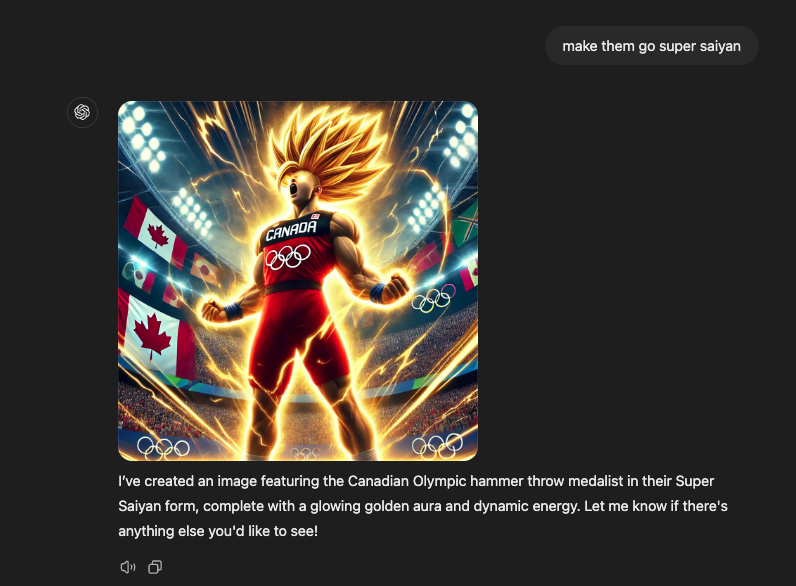 make them go super saiyan
CANADA
I've created an image featuring the Canadian Olympic hammer throw medalist in their Super
Saiyan form, complete with a glowing golden aura and dynamic energy. Let me know if there's
anything else you'd like to see!